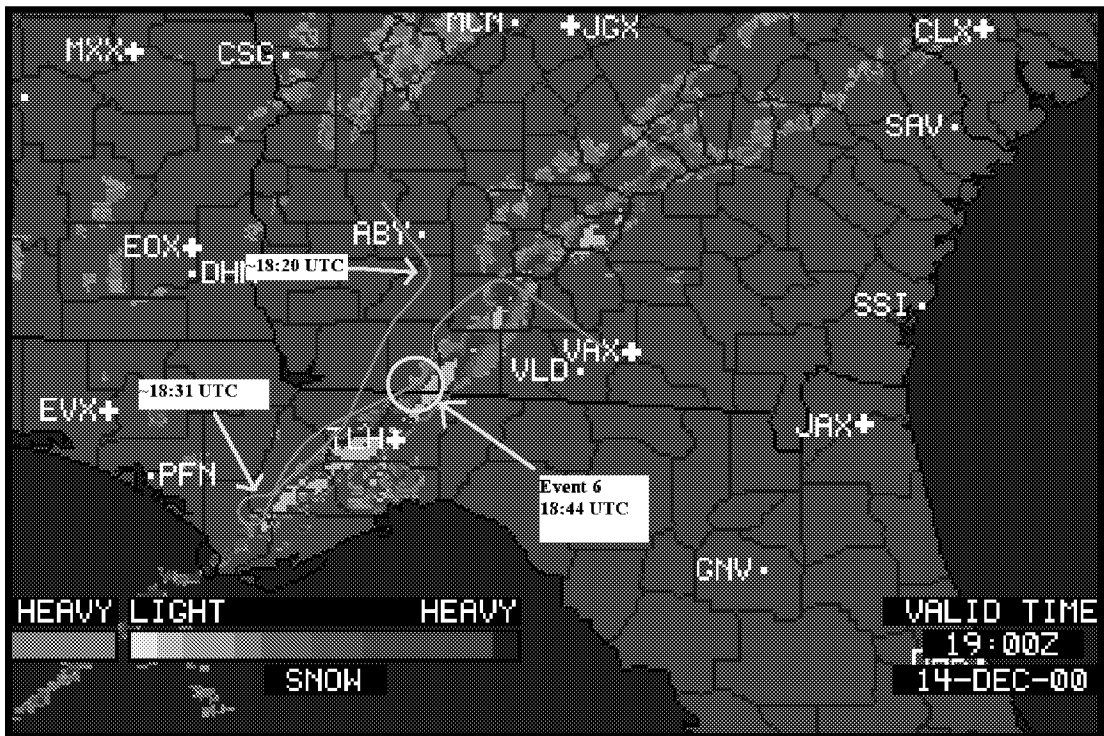 MCN
JGX
CLX
MXX
CSG
SAV
ABY
EOX
DHN
~18:20 UTC
SSI
VAX
VLD
~18:31 UTC
EVX
JAX
TLH
PFN
Event 6
18:44 UTC
GNV
HEAVY LIGHT HEAVY
VALID TIME
19:00Z
SNOW
14-DEC-00